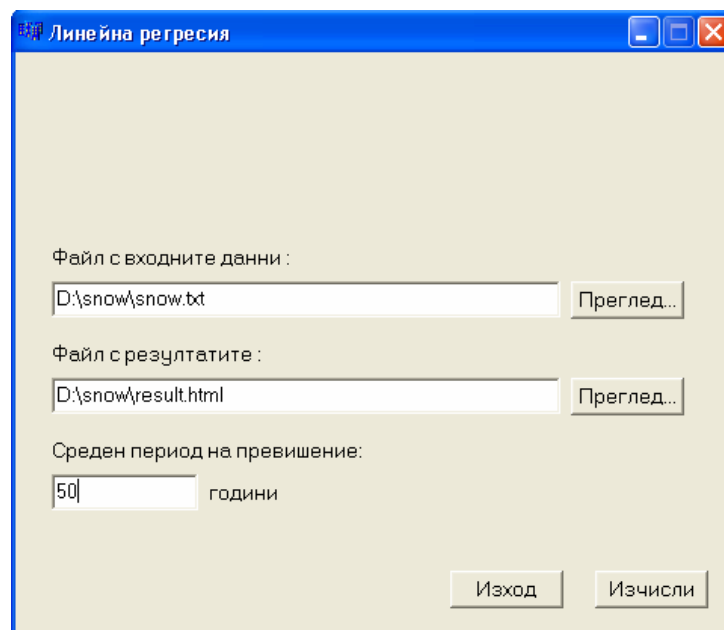 Линейна регресия
Файл с входните данни :
D:\snow\snow.txt
Преглед...
Файл с резултатите :
D:\snow\result.html
Преглед...
Среден период на превишение:
50 години
Изход Изчисли